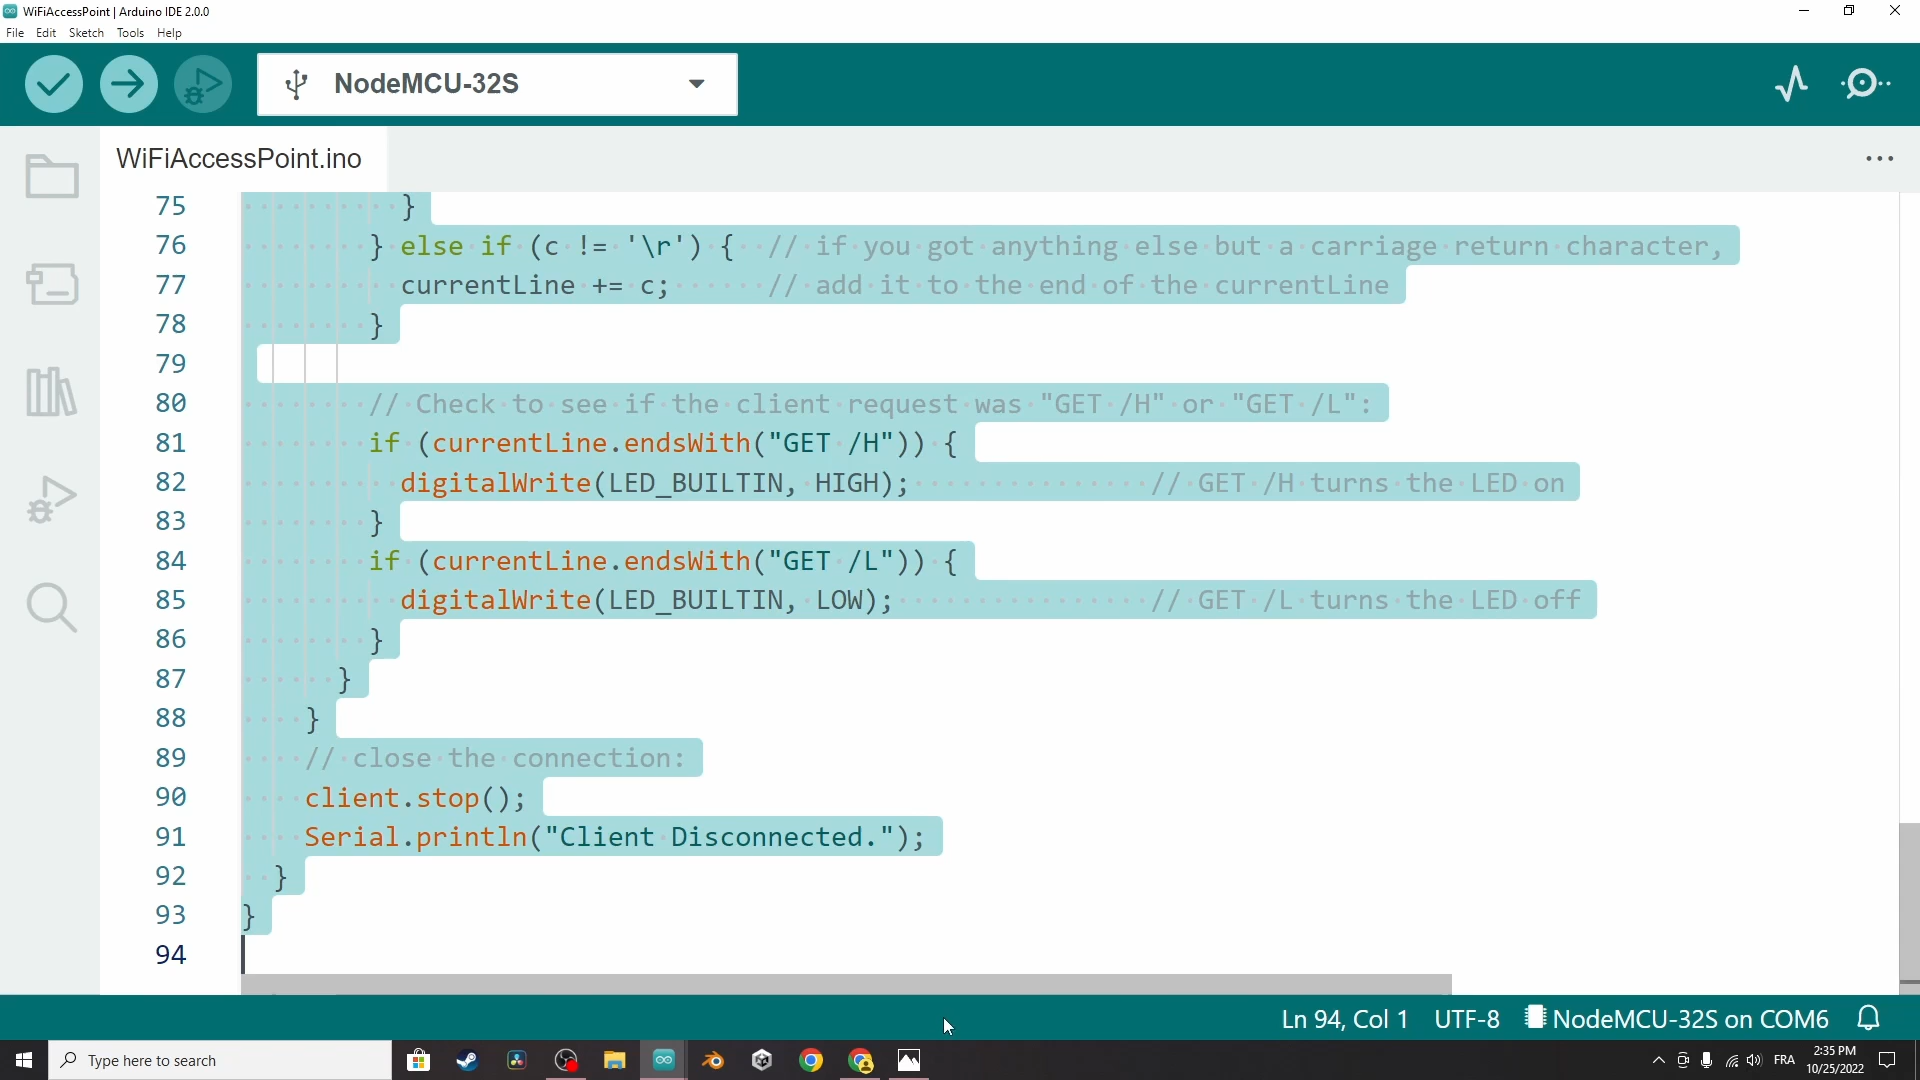 WiFiAccessPoint | Arduino IDE 2.0.0
File Edit Sketch Tools Help
NodeMCU-32S
WiFiAccessPoint.ino
75 }
76 } else if (c != '\r') { // if you got anything else but a carriage return character,
77 currentLine += c; // add it to the end of the currentLine
78 }
79
80 // Check to see if the client request was "GET /H" or "GET /L":
81 if (currentLine.endsWith("GET /H")) {
82 digitalWrite(LED_BUILTIN, HIGH); // GET /H turns the LED on
83 }
84 if (currentLine.endsWith("GET /L")) {
85 digitalWrite(LED_BUILTIN, LOW); // GET /L turns the LED off
86 }
87 }
88 }
89 // close the connection:
90 client.stop();
91 Serial.println("Client Disconnected.");
92 }
93 }
94
Ln 94, Col 1 UTF-8 NodeMCU-32S on COM6
Type here to search
FRA
2:35 PM
10/25/2022